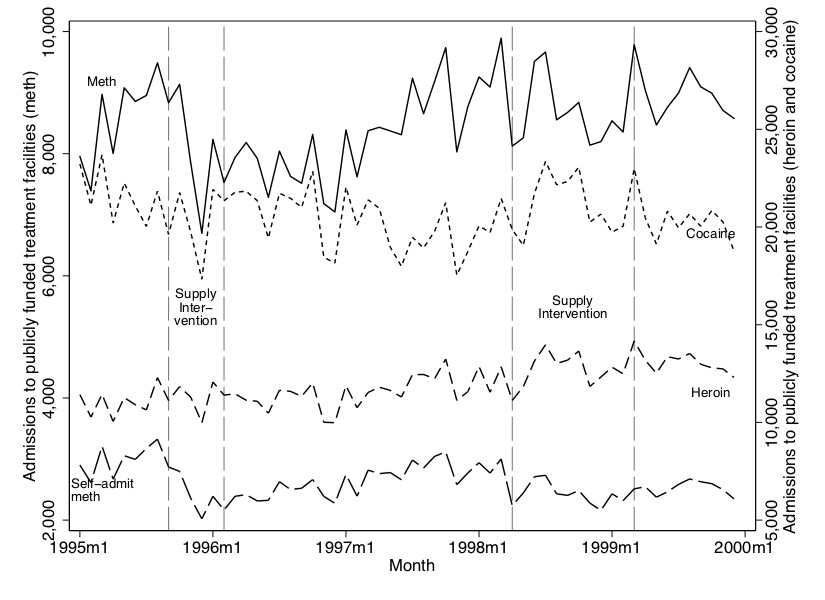 Admissions to publicly funded treatment facilities (meth)
10,000
8,000
6,000
4,000
2,000
Meth
Supply
Inter–
vention
Supply
Intervention
Cocaine
Heroin
Self–admit
meth
30,000
25,000
20,000
15,000
10,000
5,000
Admissions to publicly funded treatment facilities (heroin and cocaine)
1995m1
1996m1
1997m1
1998m1
1999m1
2000m1
Month